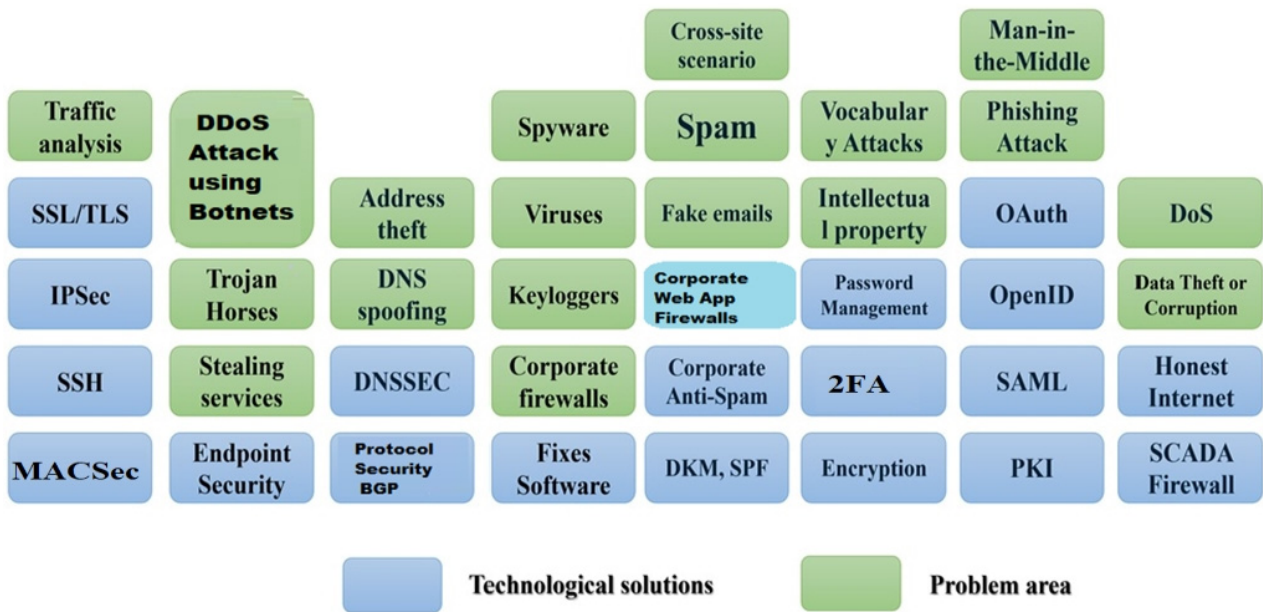 Cross-site
scenario
Man-in-
the-Middle
Traffic
analysis
DDoS
Attack
using
Botnets
Spyware
Spam
Vocabular
y Attacks
Phishing
Attack
SSL/TLS
Address
theft
Viruses
Fake emails
Intellectua
l property
OAuth
DoS
IPSec
Trojan
Horses
DNS
spoofing
Keyloggers
Corporate
Web App
Firewalls
Password
Management
OpenID
Data Theft or
Corruption
SSH
Stealing
services
DNSSEC
Corporate
firewalls
Corporate
Anti-Spam
2FA
SAML
Honest
Internet
MACSec
Endpoint
Security
Protocol
Security
BGP
Fixes
Software
DKM, SPF
Encryption
PKI
SCADA
Firewall
Technological solutions
Problem area